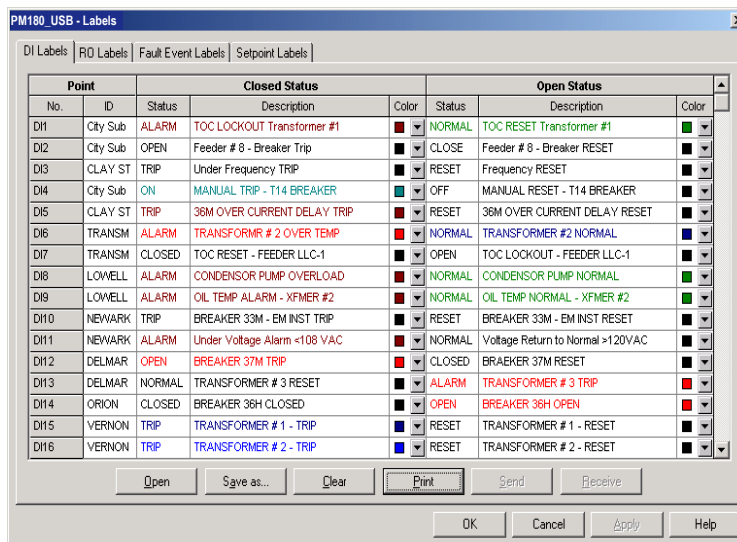 PM180_USB - Labels
DI Labels RO Labels Fault Event Labels Setpoint Labels
Point Closed Status Open Status
No. ID Status Description Color Status Description Color
DI1 City Sub ALARM TOC LOCKOUT Transformer #1 NORMAL TOC RESET Transformer #1
DI2 City Sub OPEN Feeder # 8 - Breaker Trip CLOSE Feeder # 8 - Breaker RESET
DI3 CLAY ST TRIP Under Frequency TRIP RESET Frequency RESET
DI4 City Sub ON MANUAL TRIP - T14 BREAKER OFF MANUAL RESET - T14 BREAKER
DI5 CLAY ST TRIP 36M OVER CURRENT DELAY TRIP RESET 36M OVER CURRENT DELAY RESET
DI6 TRANSM ALARM TRANSFORMR # 2 OVER TEMP NORMAL TRANSFORMER #2 NORMAL
DI7 TRANSM CLOSED TOC RESET - FEEDER LLC-1 OPEN TOC LOCKOUT - FEEDER LLC-1
DI8 LOWELL ALARM CONDENSOR PUMP OVERLOAD NORMAL CONDENSOR PUMP NORMAL
DI9 LOWELL ALARM OIL TEMP ALARM - XFMER #2 NORMAL OIL TEMP NORMAL - XFMER #2
DI10 NEWARK TRIP BREAKER 33M - EM INST TRIP RESET BREAKER 33M - EM INST RESET
DI11 NEWARK ALARM Under Voltage Alarm <108 VAC NORMAL Voltage Return to Normal >120VAC
DI12 DELMAR OPEN BREAKER 37M TRIP CLOSED BRAEKER 37M RESET
DI13 DELMAR NORMAL TRANSFORMER # 3 RESET ALARM TRANSFORMER # 3 TRIP
DI14 ORION CLOSED BREAKER 36H CLOSED OPEN BREAKER 36H OPEN
DI15 VERNON TRIP TRANSFORMER # 1 - TRIP RESET TRANSFORMER # 1 - RESET
DI16 VERNON TRIP TRANSFORMER # 2 - TRIP RESET TRANSFORMER # 2 - RESET
Open Save as... Clear Print Send Receive
OK Cancel Apply Help